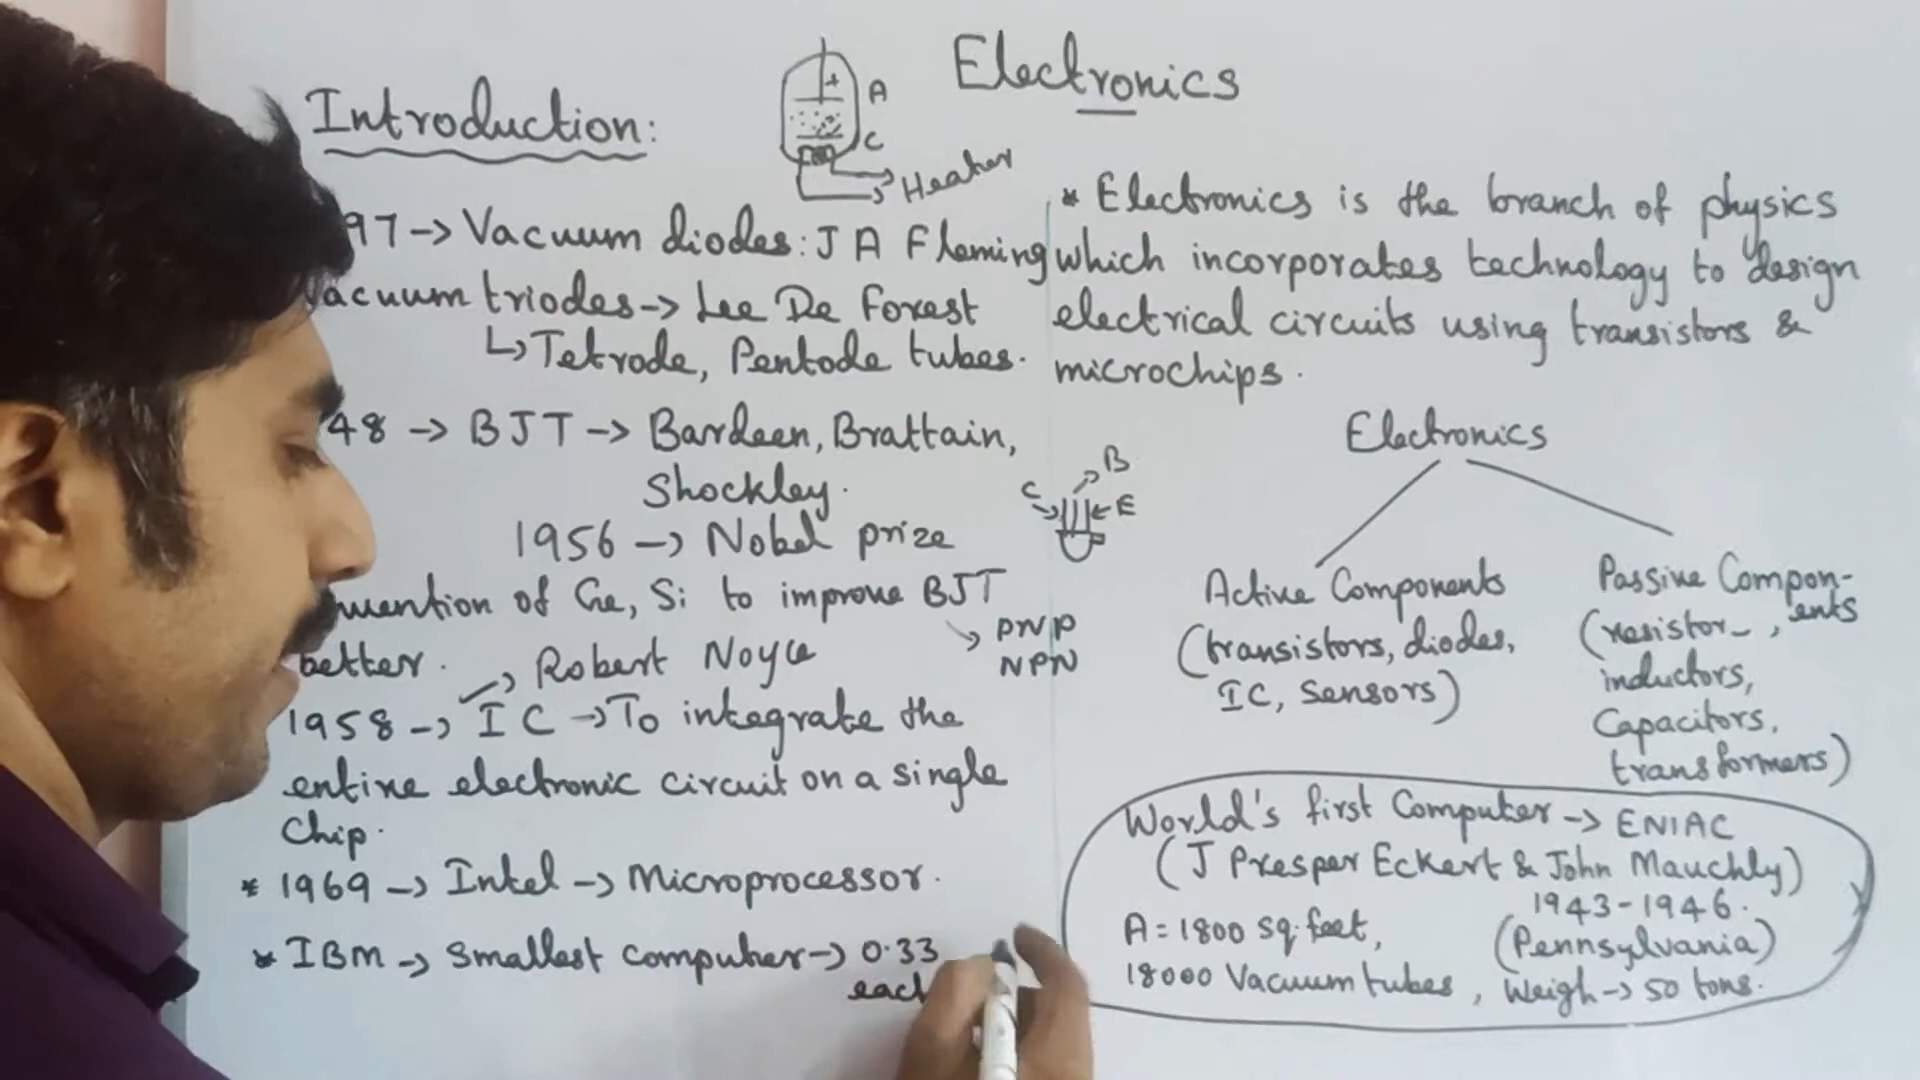 Electronics
Introduction:
A
C
Heater
97 -> Vacuum diodes: J A Fleming
Vacuum triodes -> Lee De Forest
↳ Tetrode, Pentode tubes.
48 -> BJT -> Bardeen, Brattain,
Shockley.
1956 -> Nobel prize
of Ge, Si to improve BJT
better.
PNP
NPN
-> Robert Noyce
1958 -> IC -> To integrate the
entire electronic circuit on a single
Chip.
* 1969 -> Intel -> Microprocessor.
* IBM -> Smallest computer -> 0.33
each
B
C
E
* Electronics is the branch of physics
which incorporates technology to design
electrical circuits using transistors &
microchips.
Electronics
Active Components
(transistors, diodes,
IC, Sensors)
Passive Compon-
ents
(resistor-,
inductors,
Capacitors,
transformers)
World's first Computer -> ENIAC
(J Presper Eckert & John Mauchly)
1943-1946.
A = 1800 sq. feet,
(Pennsylvania)
18000 Vacuum tubes, Weigh -> 50 tons.